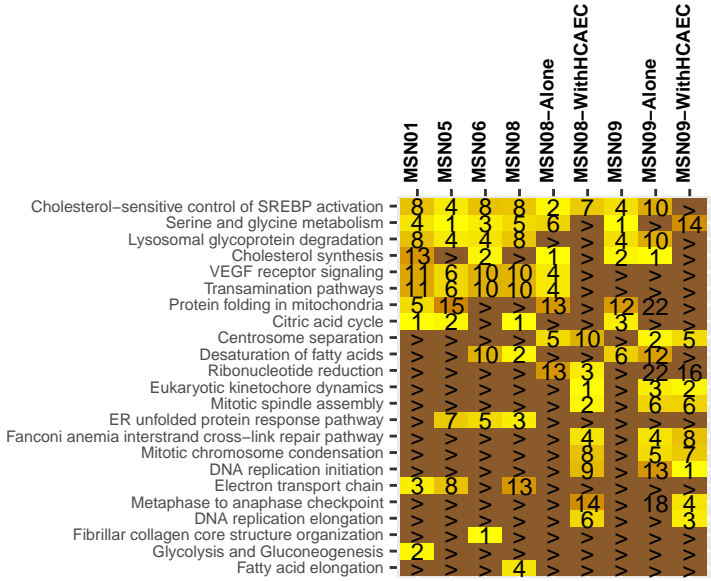 MSN01
MSN05
MSN06
MSN08
MSN08−Alone
MSN08−WithHCAEC
MSN09
MSN09−Alone
MSN09−WithHCAEC
Cholesterol−sensitive control of SREBP activation 8 4 8 8 2 7 4 10 >
Serine and glycine metabolism 4 1 3 5 6 > 1 > 14
Lysosomal glycoprotein degradation 8 4 4 8 > > 4 10 >
Cholesterol synthesis 13 > 2 > 1 > 2 1 >
VEGF receptor signaling 11 6 10 10 4 > > > >
Transamination pathways 11 6 10 10 4 > > > >
Protein folding in mitochondria 5 15 > > 13 > 12 22 >
Citric acid cycle 1 2 > 1 > > 3 > >
Centrosome separation > > > > 5 10 > 2 5
Desaturation of fatty acids > > 10 2 > > 6 12 >
Ribonucleotide reduction > > > > 13 3 > 22 16
Eukaryotic kinetochore dynamics > > > > > 1 > 3 2
Mitotic spindle assembly > > > > > 2 > 6 6
ER unfolded protein response pathway > 7 5 3 > > > > >
Fanconi anemia interstrand cross−link repair pathway > > > > > 4 > 4 8
Mitotic chromosome condensation > > > > > 8 > 5 7
DNA replication initiation > > > > > 9 > 13 1
Electron transport chain 3 8 > 13 > > > > >
Metaphase to anaphase checkpoint > > > > > 14 > 18 4
DNA replication elongation > > > > > 6 > > 3
Fibrillar collagen core structure organization > > 1 > > > > > >
Glycolysis and Gluconeogenesis 2 > > > > > > > >
Fatty acid elongation > > > 4 > > > > >